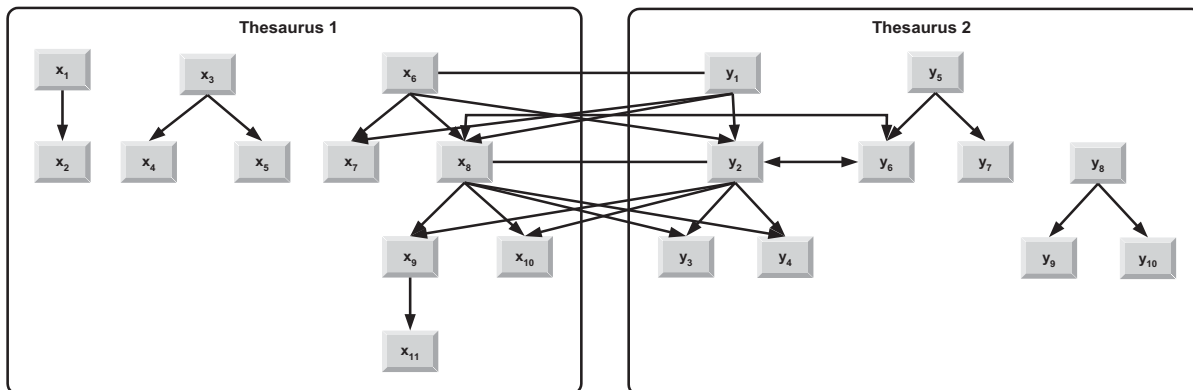 Thesaurus 1
Thesaurus 2
x₁
x₃
x₆
y₁
y₅
x₂
x₄
x₅
x₇
x₈
y₂
y₆
y₇
y₈
x₉
x₁₀
y₃
y₄
y₉
y₁₀
x₁₁